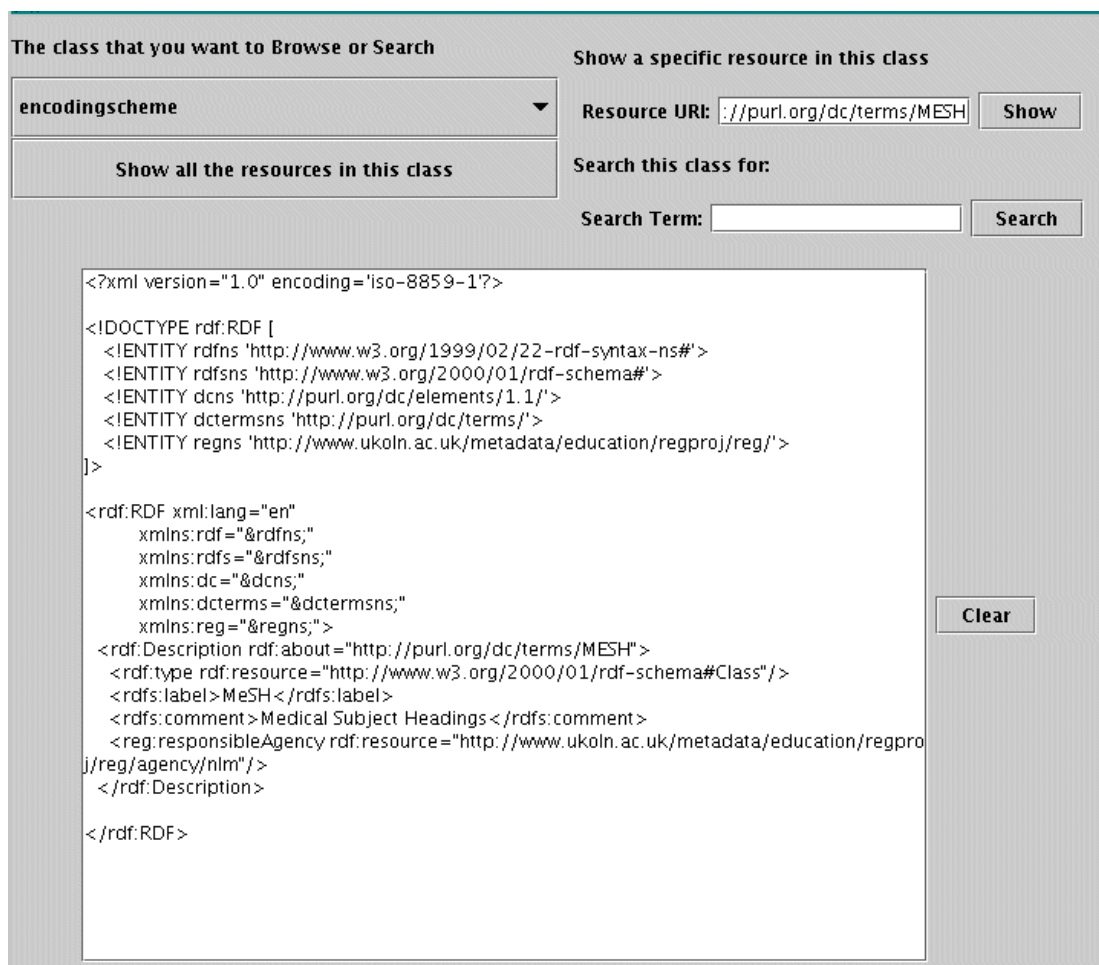 The class that you want to Browse or Search
encodingscheme
Show all the resources in this class
Show a specific resource in this class
Resource URI: ://purl.org/dc/terms/MESH Show
Search this class for:
Search Term: Search
<?xml version="1.0" encoding='iso-8859-1'?>
<!DOCTYPE rdf:RDF [
<!ENTITY rdfns 'http://www.w3.org/1999/02/22-rdf-syntax-ns#'>
<!ENTITY rdfsns 'http://www.w3.org/2000/01/rdf-schema#'>
<!ENTITY dcns 'http://purl.org/dc/elements/1.1/'>
<!ENTITY dctermsns 'http://purl.org/dc/terms/'>
<!ENTITY regns 'http://www.ukoln.ac.uk/metadata/education/regproj/reg/'>
]>
<rdf:RDF xml:lang="en"
xmlns:rdf="&rdfns;"
xmlns:rdfs="&rdfsns;"
xmlns:dc="&dcns;"
xmlns:dcterms="&dctermsns;"
xmlns:reg="&regns;">
<rdf:Description rdf:about="http://purl.org/dc/terms/MESH">
<rdf:type rdf:resource="http://www.w3.org/2000/01/rdf-schema#Class"/>
<rdfs:label>MeSH</rdfs:label>
<rdfs:comment>Medical Subject Headings</rdfs:comment>
<reg:responsibleAgency rdf:resource="http://www.ukoln.ac.uk/metadata/education/regpro
j/reg/agency/nlm"/>
</rdf:Description>
</rdf:RDF>
Clear